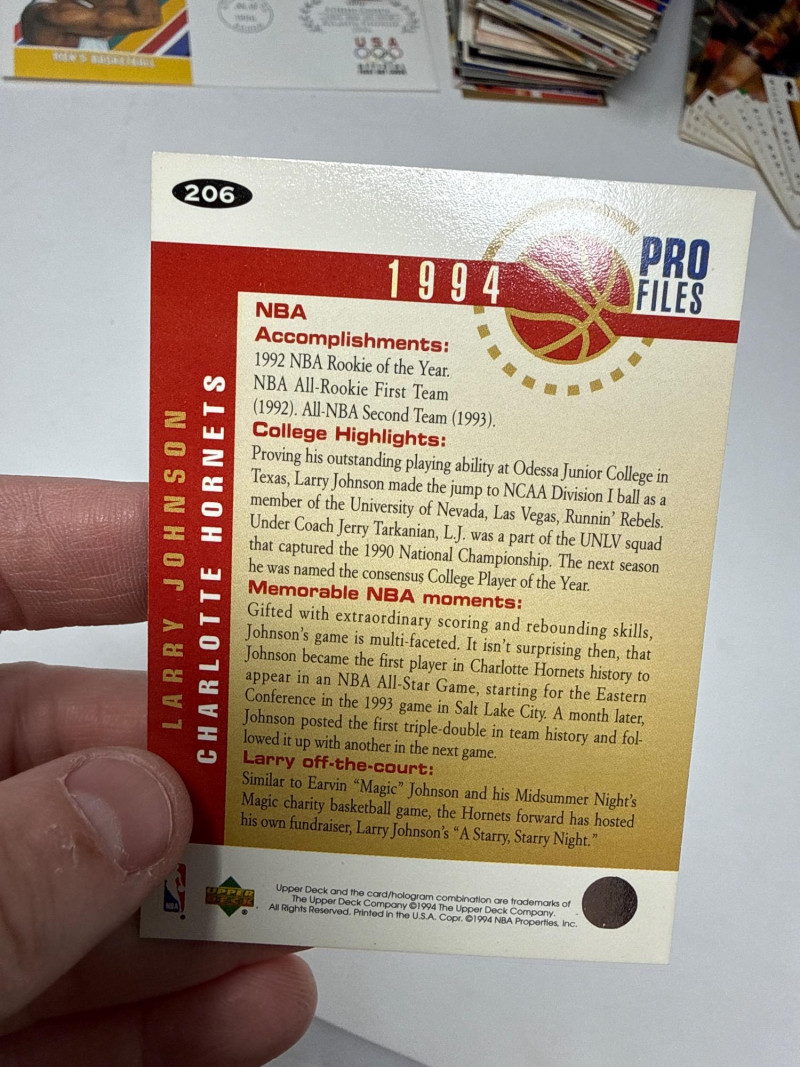 MEN'S BASKETBALL
USA
206
1994
PRO
FILES
LARRY JOHNSON
CHARLOTTE HORNETS
NBA
Accomplishments:
1992 NBA Rookie of the Year.
NBA All-Rookie First Team
(1992). All-NBA Second Team (1993).
College Highlights:
Proving his outstanding playing ability at Odessa Junior College in
Texas, Larry Johnson made the jump to NCAA Division I ball as a
member of the University of Nevada, Las Vegas, Runnin' Rebels.
Under Coach Jerry Tarkanian, L.J. was a part of the UNLV squad
that captured the 1990 National Championship. The next season
he was named the consensus College Player of the Year.
Memorable NBA moments:
Gifted with extraordinary scoring and rebounding skills,
Johnson's game is multi-faceted. It isn't surprising then, that
Johnson became the first player in Charlotte Hornets history to
appear in an NBA All-Star Game, starting for the Eastern
Conference in the 1993 game in Salt Lake City. A month later,
Johnson posted the first triple-double in team history and fol-
lowed it up with another in the next game.
Larry off-the-court:
Similar to Earvin "Magic" Johnson and his Midsummer Night's
Magic charity basketball game, the Hornets forward has hosted
his own fundraiser, Larry Johnson's "A Starry, Starry Night."
NBA
UPPER
DECK
®
Upper Deck and the card/hologram combination are trademarks of
The Upper Deck Company ©1994 The Upper Deck Company.
All Rights Reserved. Printed in the U.S.A. Copr. ©1994 NBA Properties, Inc.